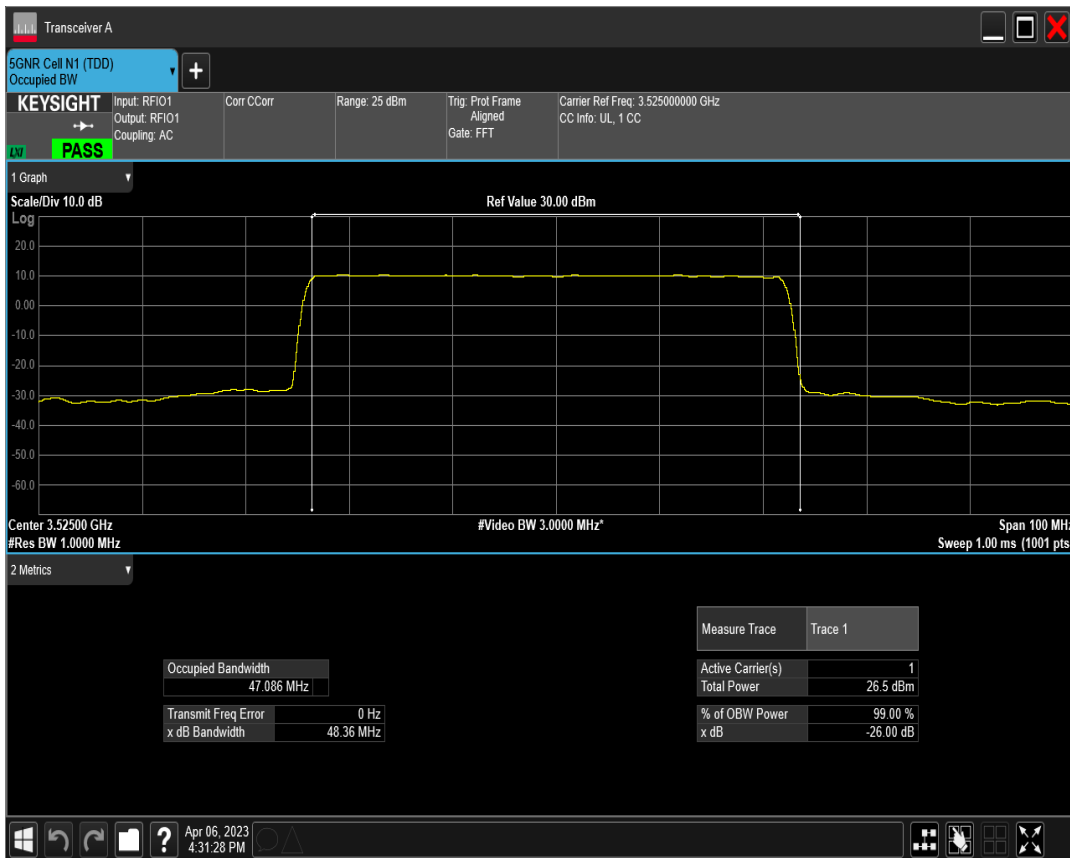 Transceiver A
5GNR Cell N1 (TDD)
Occupied BW
+
KEYSIGHT
LXI
PASS
Input: RFIO1
Output: RFIO1
Coupling: AC
Corr CCorr
Range: 25 dBm
Trig: Prot Frame
Aligned
Gate: FFT
Carrier Ref Freq: 3.525000000 GHz
CC Info: UL, 1 CC
1 Graph
Scale/Div 10.0 dB
Ref Value 30.00 dBm
Log
20.0
10.0
0.00
-10.0
-20.0
-30.0
-40.0
-50.0
-60.0
Center 3.52500 GHz
#Video BW 3.0000 MHz*
Span 100 MHz
#Res BW 1.0000 MHz
Sweep 1.00 ms (1001 pts
2 Metrics
Measure Trace Trace 1
Occupied Bandwidth
47.086 MHz
Active Carrier(s) 1
Total Power 26.5 dBm
Transmit Freq Error 0 Hz
x dB Bandwidth 48.36 MHz
% of OBW Power 99.00 %
x dB -26.00 dB
?
Apr 06, 2023
4:31:28 PM